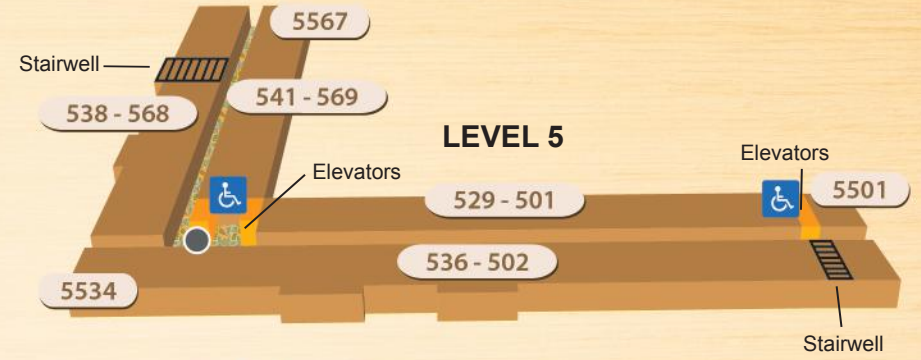 5567
Stairwell
541 - 569
538 - 568
LEVEL 5
Elevators
Elevators
529 - 501
5501
536 - 502
5534
Stairwell